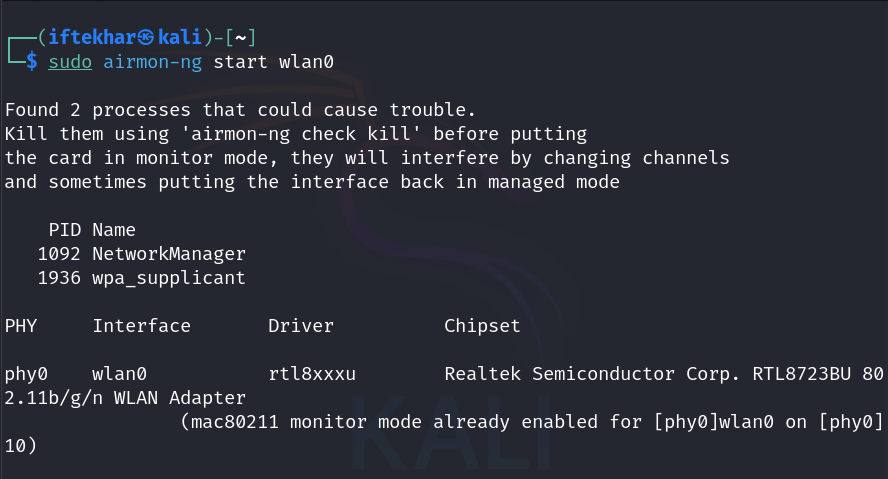 (iftekhar㉿kali)-[~]
$ sudo airmon-ng start wlan0
Found 2 processes that could cause trouble.
Kill them using 'airmon-ng check kill' before putting
the card in monitor mode, they will interfere by changing channels
and sometimes putting the interface back in managed mode
PID Name
1092 NetworkManager
1936 wpa_supplicant
PHY Interface Driver Chipset
phy0 wlan0 rtl8xxxu Realtek Semiconductor Corp. RTL8723BU 80
2.11b/g/n WLAN Adapter
(mac80211 monitor mode already enabled for [phy0]wlan0 on [phy0]
10)
KALI